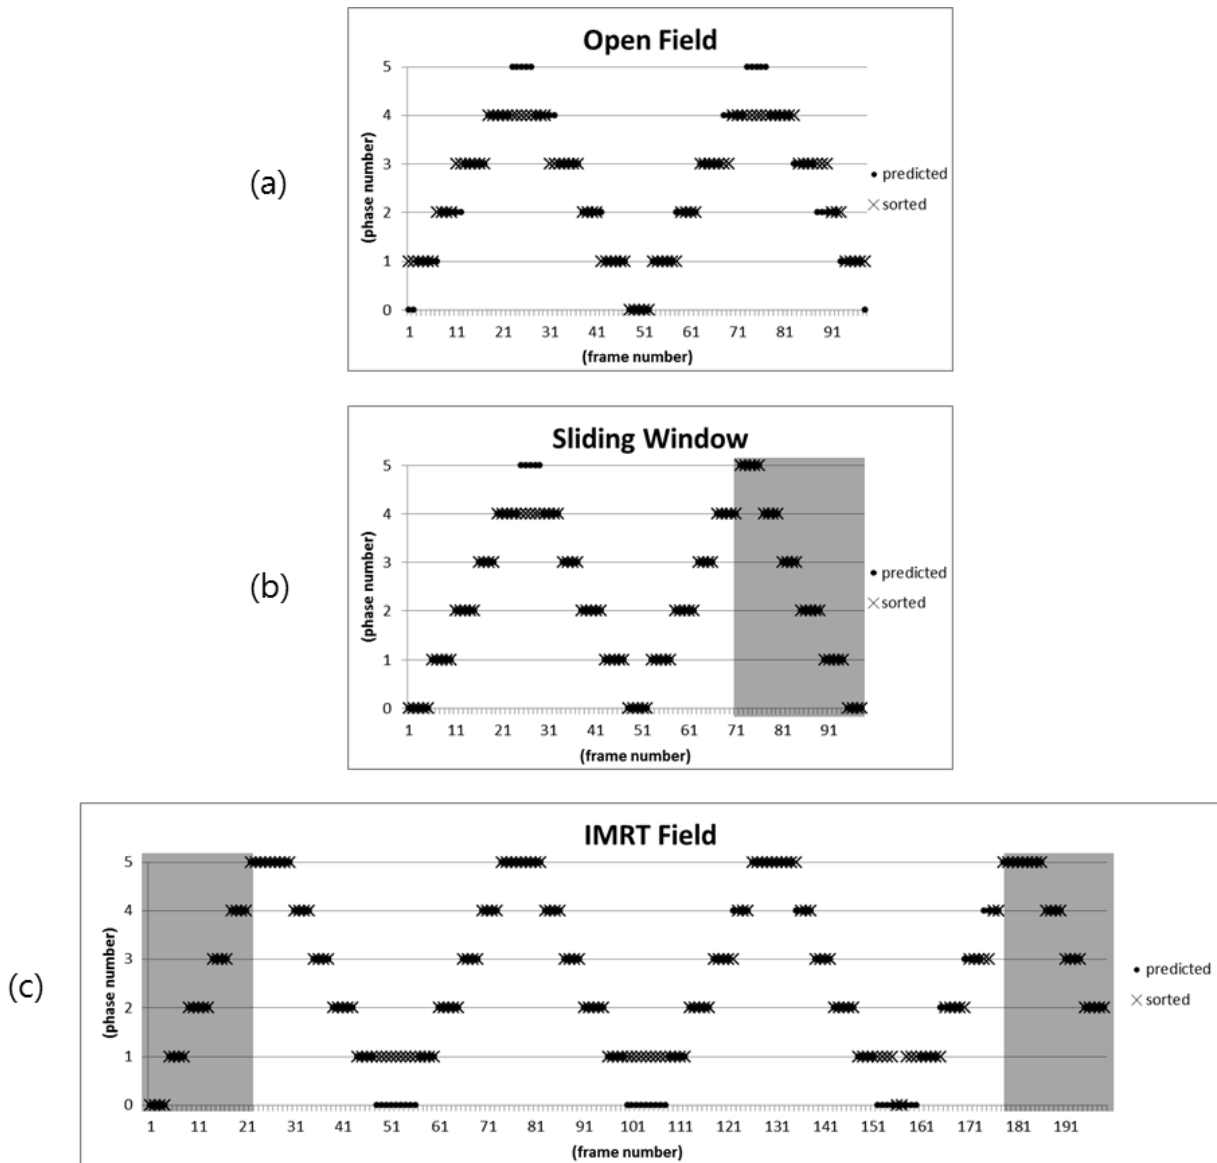 Open Field
5
4
3
2
1
0
(phase number)
1 11 21 31 41 51 61 71 81 91
(frame number)
predicted
sorted
(a)
Sliding Window
5
4
3
2
1
0
(phase number)
1 11 21 31 41 51 61 71 81 91
(frame number)
predicted
sorted
(b)
IMRT Field
5
4
3
2
1
0
(phase number)
1 11 21 31 41 51 61 71 81 91 101 111 121 131 141 151 161 171 181 191
(frame number)
predicted
sorted
(c)